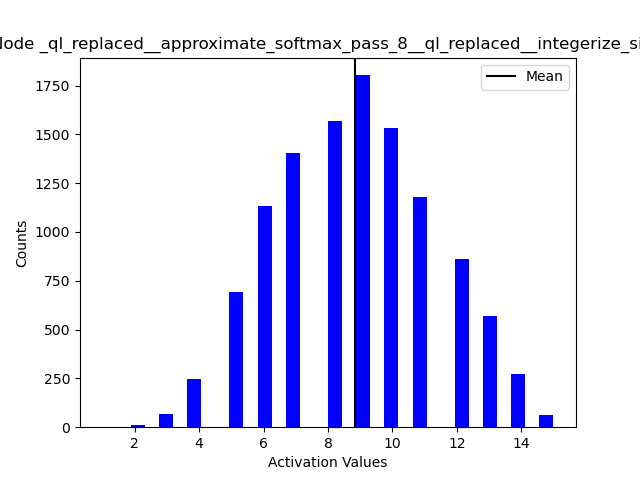 _ql_replaced__approximate_softmax_pass_8__ql_replaced__integerize_si
Mean
Counts
1750
1500
1250
1000
750
500
250
0
2 4 6 8 10 12 14
Activation Values